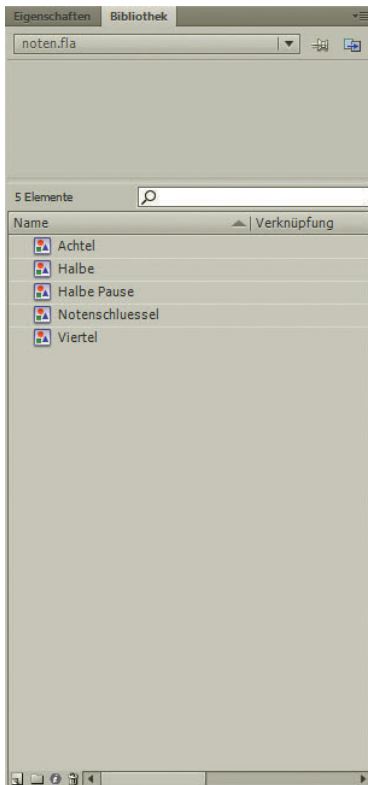 Eigenschaften Bibliothek
noten.fla
5 Elemente
Name Verknüpfung
Achtel
Halbe
Halbe Pause
Notenschluessel
Viertel